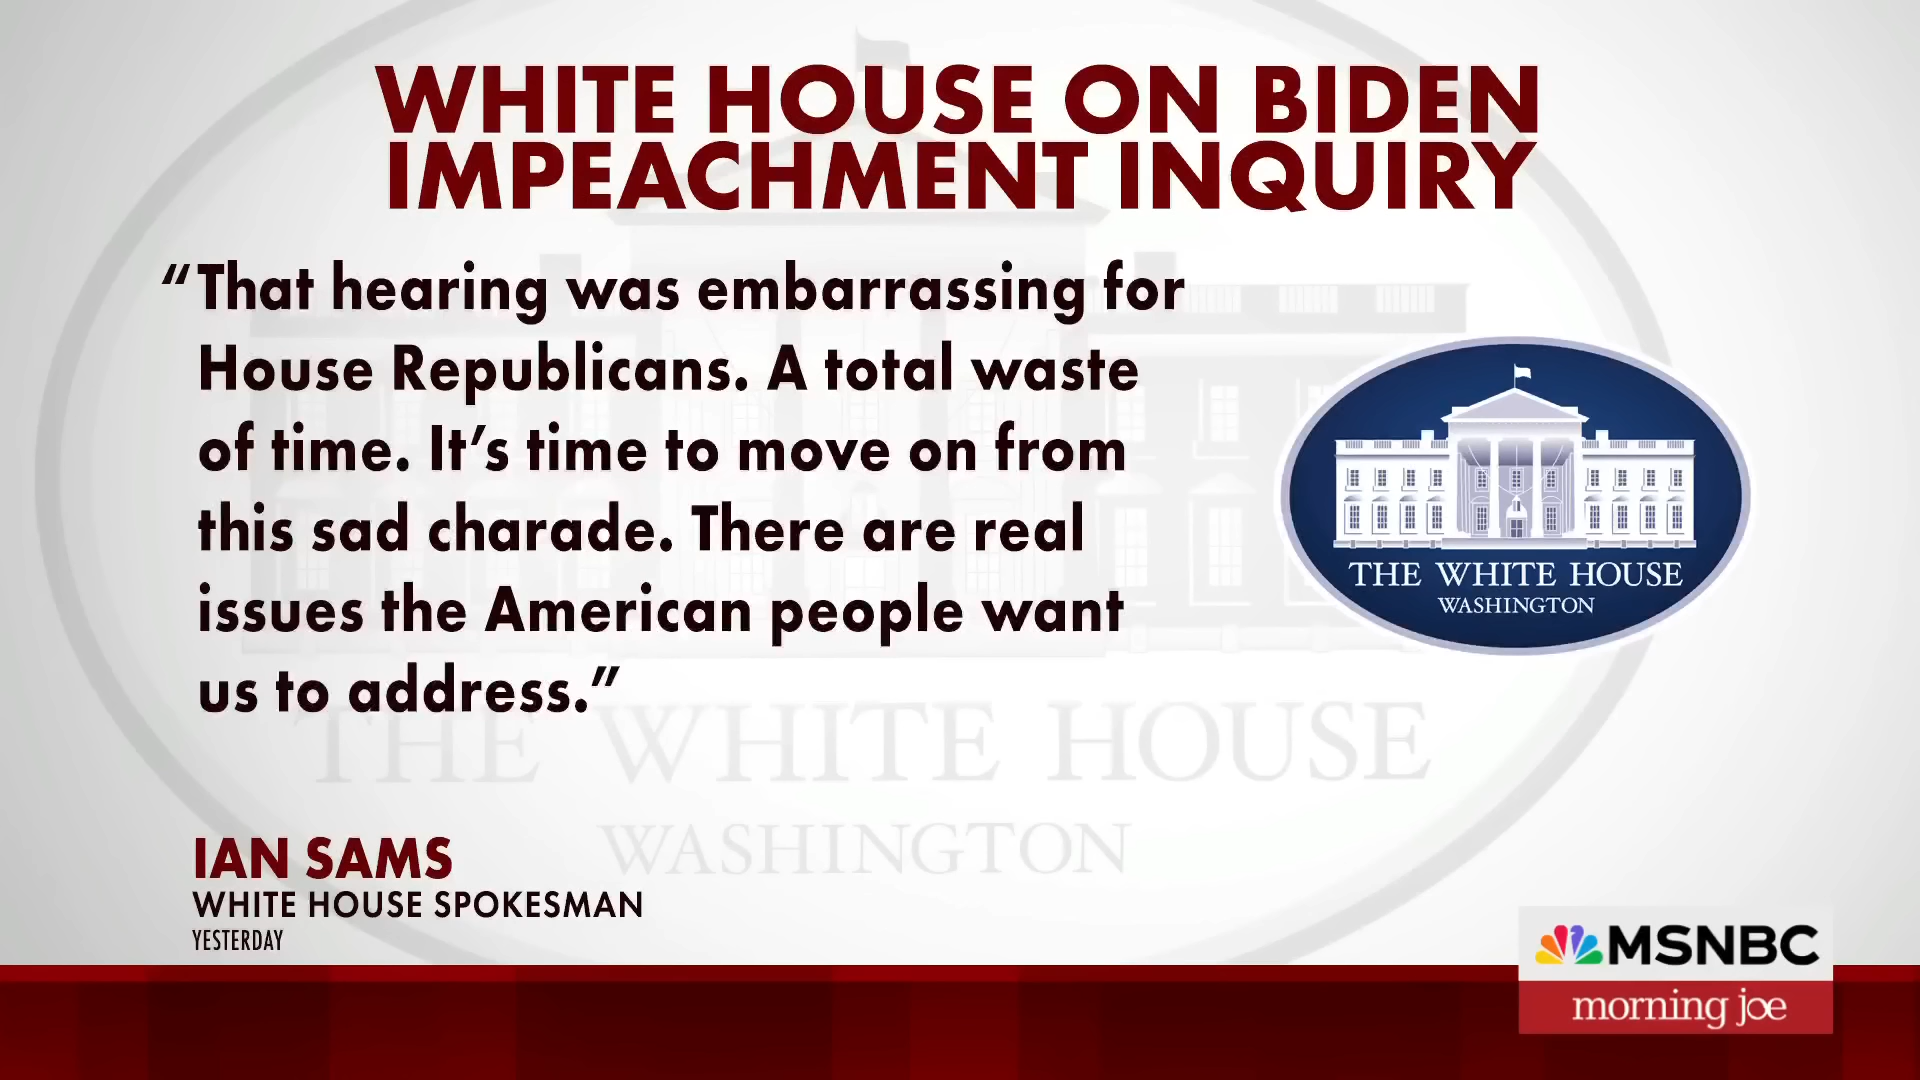 WHITE HOUSE ON BIDEN
IMPEACHMENT INQUIRY
“That hearing was embarrassing for
House Republicans. A total waste
of time. It’s time to move on from
this sad charade. There are real
issues the American people want
us to address.”
THE WHITE HOUSE
WASHINGTON
THE WHITE HOUSE
WASHINGTON
IAN SAMS
WHITE HOUSE SPOKESMAN
YESTERDAY
MSNBC
morning joe